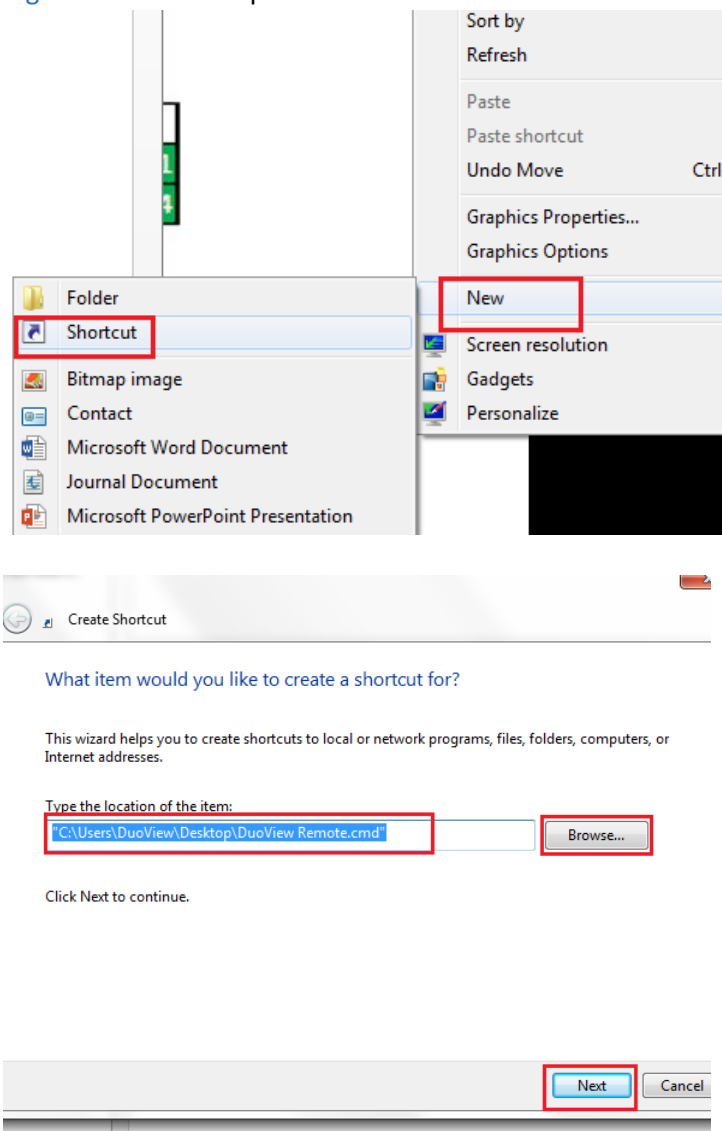 Sort by
Refresh
Paste
Paste shortcut
Undo Move Ctrl
Graphics Properties...
Graphics Options
New
Screen resolution
Gadgets
Personalize
1
4
Folder
Shortcut
Bitmap image
Contact
Microsoft Word Document
Journal Document
Microsoft PowerPoint Presentation
Create Shortcut
What item would you like to create a shortcut for?
This wizard helps you to create shortcuts to local or network programs, files, folders, computers, or
Internet addresses.
Type the location of the item:
"C:\Users\DuoView\Desktop\DuoView Remote.cmd" Browse...
Click Next to continue.
Next Cancel